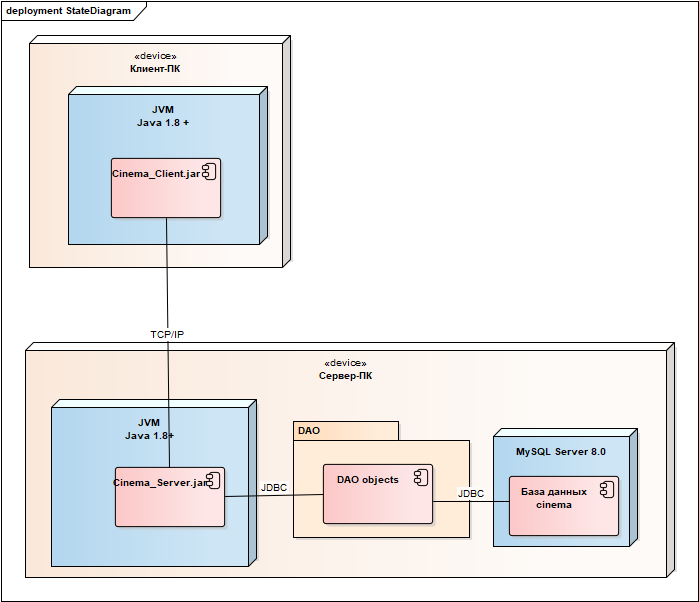 deployment StateDiagram
«device»
Клиент-ПК
JVM
Java 1.8 +
Cinema_Client.jar
TCP/IP
«device»
Сервер-ПК
JVM
Java 1.8+
Cinema_Server.jar
JDBC
DAO
DAO objects
JDBC
MySQL Server 8.0
База данных
cinema